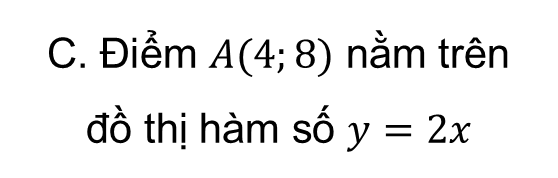 C. Điểm A(4; 8) nằm trên
đồ thị hàm số y = 2x